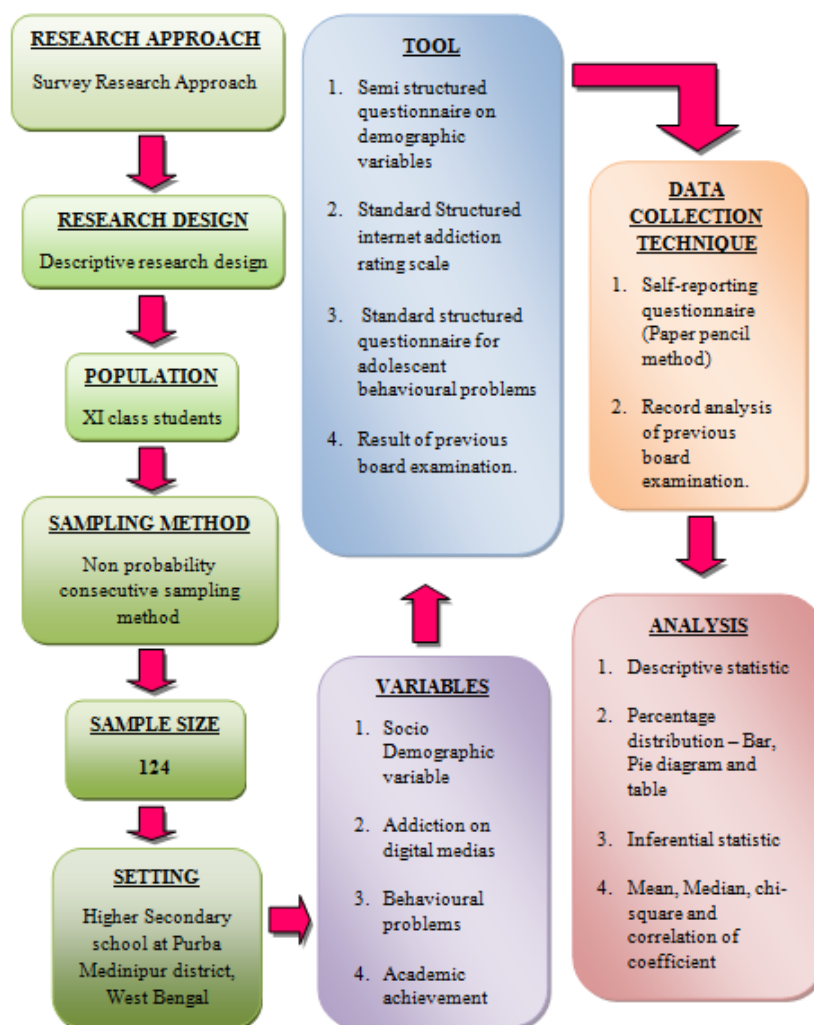 RESEARCH APPROACH
Survey Research Approach
RESEARCH DESIGN
Descriptive research design
POPULATION
XI class students
SAMPLING METHOD
Non probability
consecutive sampling
method
SAMPLE SIZE
124
SETTING
Higher Secondary
school at Purba
Medinipur district,
West Bengal
VARIABLES
1. Socio
Demographic
variable
2. Addiction on
digital medias
3. Behavioural
problems
4. Academic
achievement
TOOL
1. Semi structured
questionnaire on
demographic
variables
2. Standard Structured
internet addiction
rating scale
3. Standard structured
questionnaire for
adolescent
behavioural problems
4. Result of previous
board examination.
DATA
COLLECTION
TECHNIQUE
1. Self-reporting
questionnaire
(Paper pencil
method)
2. Record analysis
of previous
board
examination.
ANALYSIS
1. Descriptive statistic
2. Percentage
distribution – Bar,
Pie diagram and
table
3. Inferential statistic
4. Mean, Median, chi-
square and
correlation of
coefficient